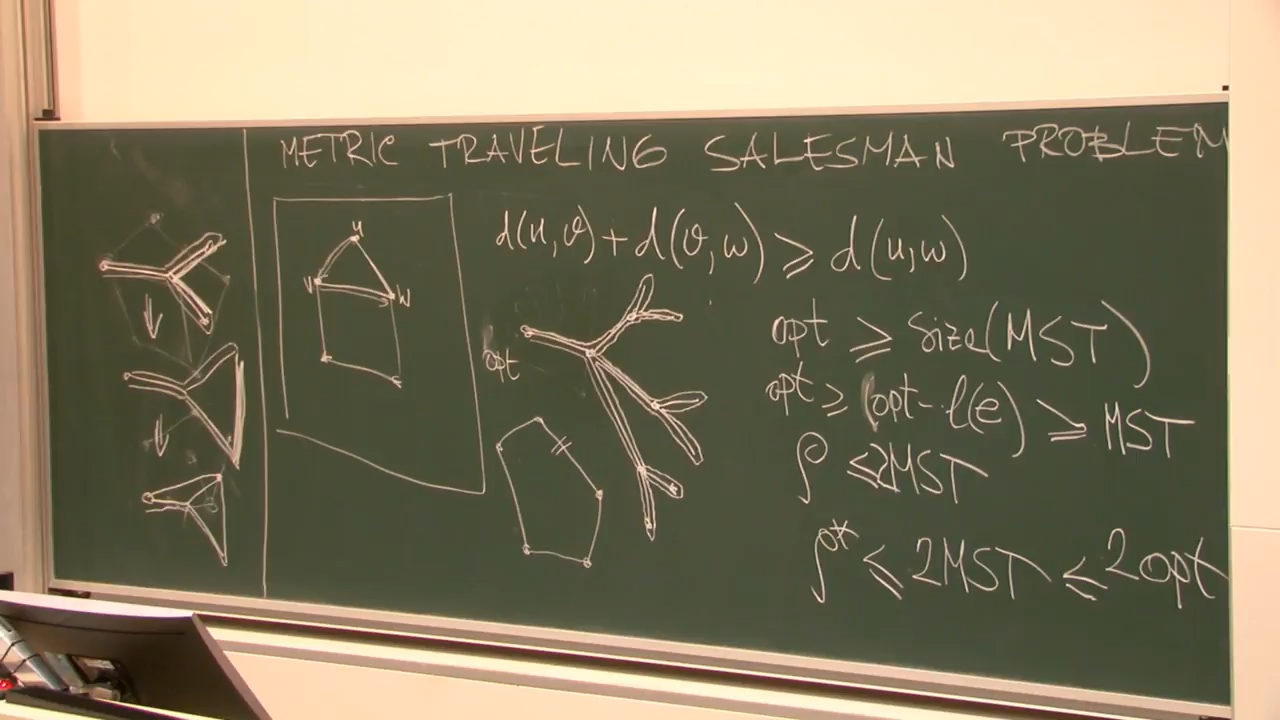 METRIC TRAVELING SALESMAN PROBLEM
u
v w
d(u,v)+d(v,w) ≥ d(u,w)
opt
opt ≥ size(MST)
opt ≥ (opt - l(e)) ≥ MST
ρ ≤ 2MST
ρ* ≤ 2MST ≤ 2opt